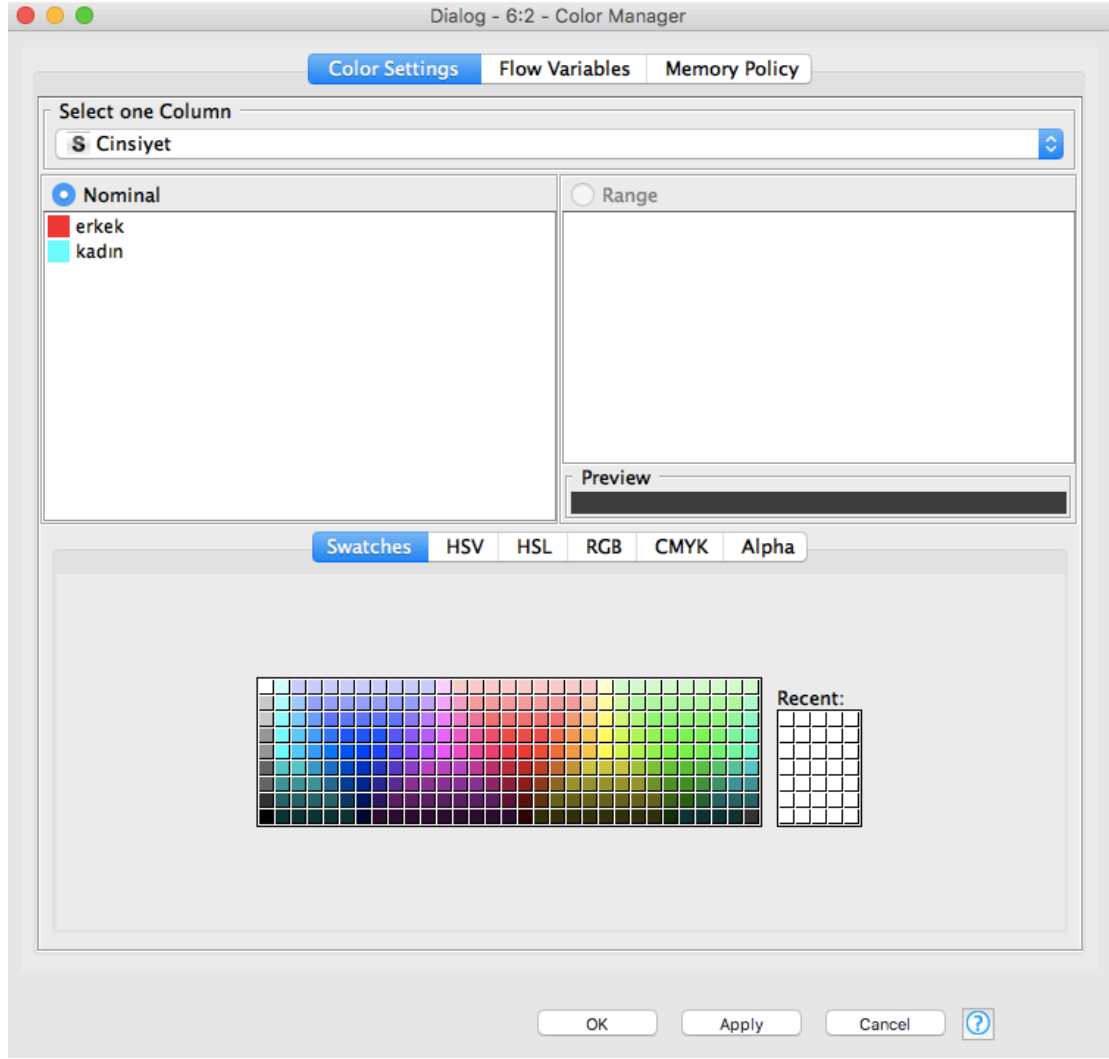 Dialog - 6:2 - Color Manager
Color Settings Flow Variables Memory Policy
Select one Column
S Cinsiyet
Nominal
Range
erkek
kadın
Preview
Swatches HSV HSL RGB CMYK Alpha
Recent:
OK Apply Cancel ?